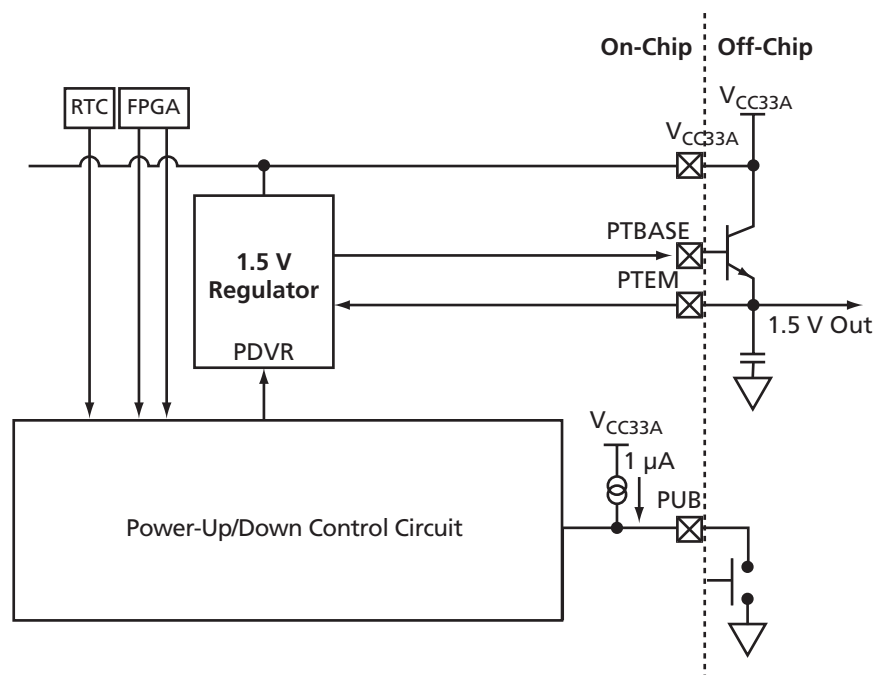 On-Chip Off-Chip
RTC FPGA
VCC33A
VCC33A
PTBASE
1.5 V
Regulator
PTEM
1.5 V Out
PDVR
VCC33A
1 µA
PUB
Power-Up/Down Control Circuit